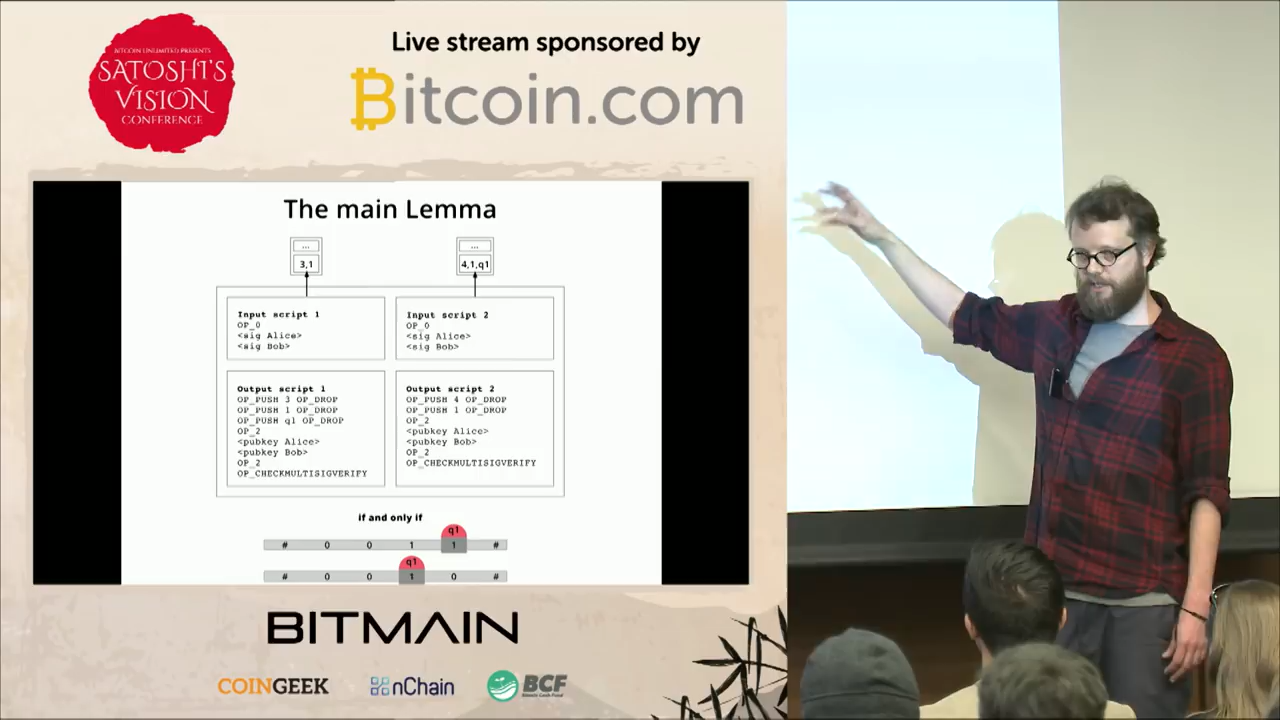 BITCOIN UNLIMITED PRESENTS
SATOSHI'S
VISION
CONFERENCE
Live stream sponsored by
Bitcoin.com
The main Lemma
...
3,1
...
4,1,q1
Input script 1
OP_0
<sig Alice>
<sig Bob>
Input script 2
OP_0
<sig Alice>
<sig Bob>
Output script 1
OP_PUSH 3 OP_DROP
OP_PUSH 1 OP_DROP
OP_PUSH q1 OP_DROP
OP_2
<pubkey Alice>
<pubkey Bob>
OP_2
OP_CHECKMULTISIGVERIFY
Output script 2
OP_PUSH 4 OP_DROP
OP_PUSH 1 OP_DROP
OP_2
<pubkey Alice>
<pubkey Bob>
OP_2
OP_CHECKMULTISIGVERIFY
if and only if
q1
# 0 0 1 1 #
q1
# 0 0 1 0 #
BITMAIN
COINGEEK
nChain
BCF